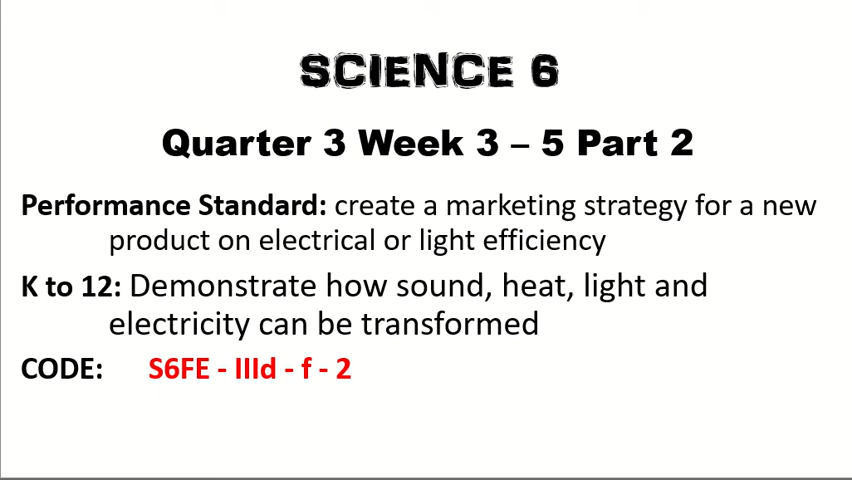 SCIENCE 6
Quarter 3 Week 3 – 5 Part 2
Performance Standard: create a marketing strategy for a new
product on electrical or light efficiency
K to 12: Demonstrate how sound, heat, light and
electricity can be transformed
CODE: S6FE - IIId - f - 2